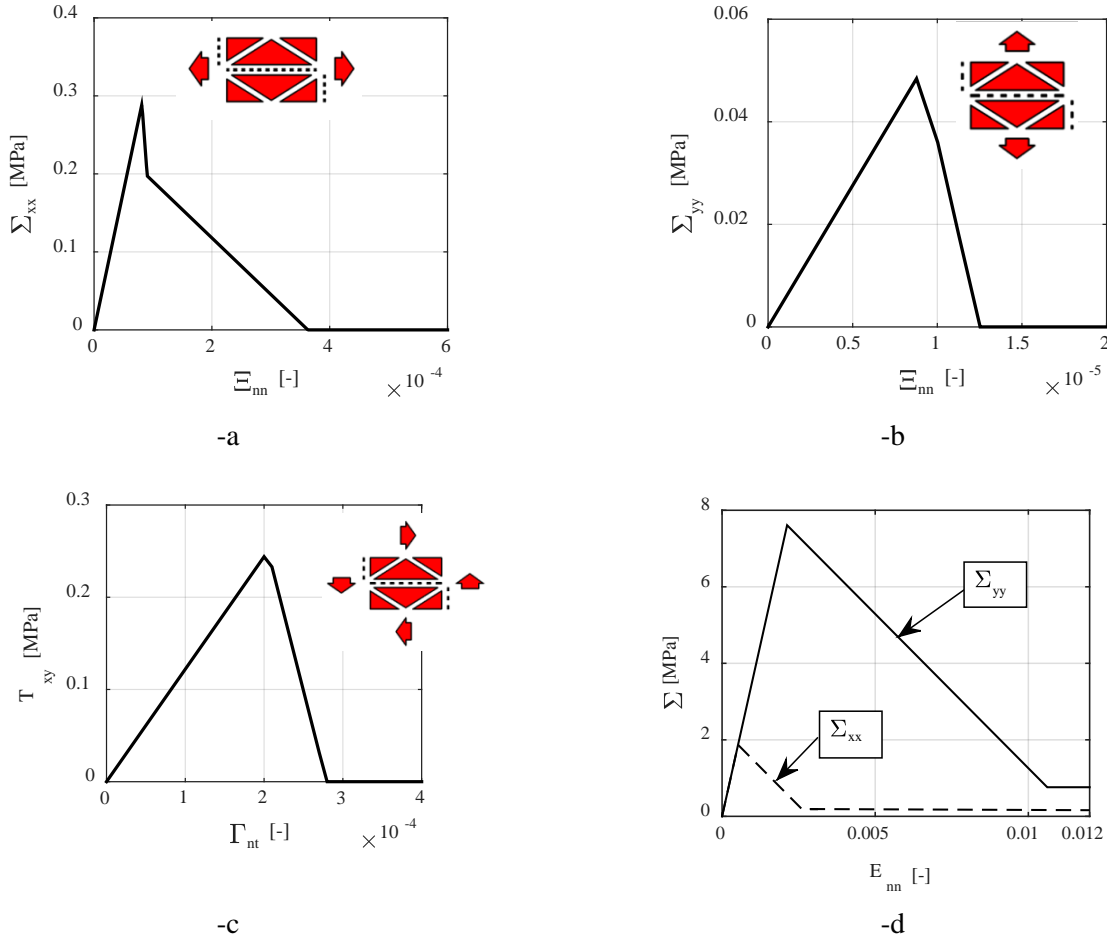 0.4
0.3
0.2
0.1
0
Σxx [MPa]
0 2 4 6
×10 -4
Ξnn [-]
-a
0.06
0.04
0.02
0
Σyy [MPa]
0 0.5 1 1.5 2
×10 -5
Ξnn [-]
-b
0.3
0.2
0.1
0
T xy [MPa]
0 1 2 3 4
×10 -4
Γnt [-]
-c
8
6
4
2
0
Σ [MPa]
Σyy
Σxx
0 0.005 0.01 0.012
E nn [-]
-d